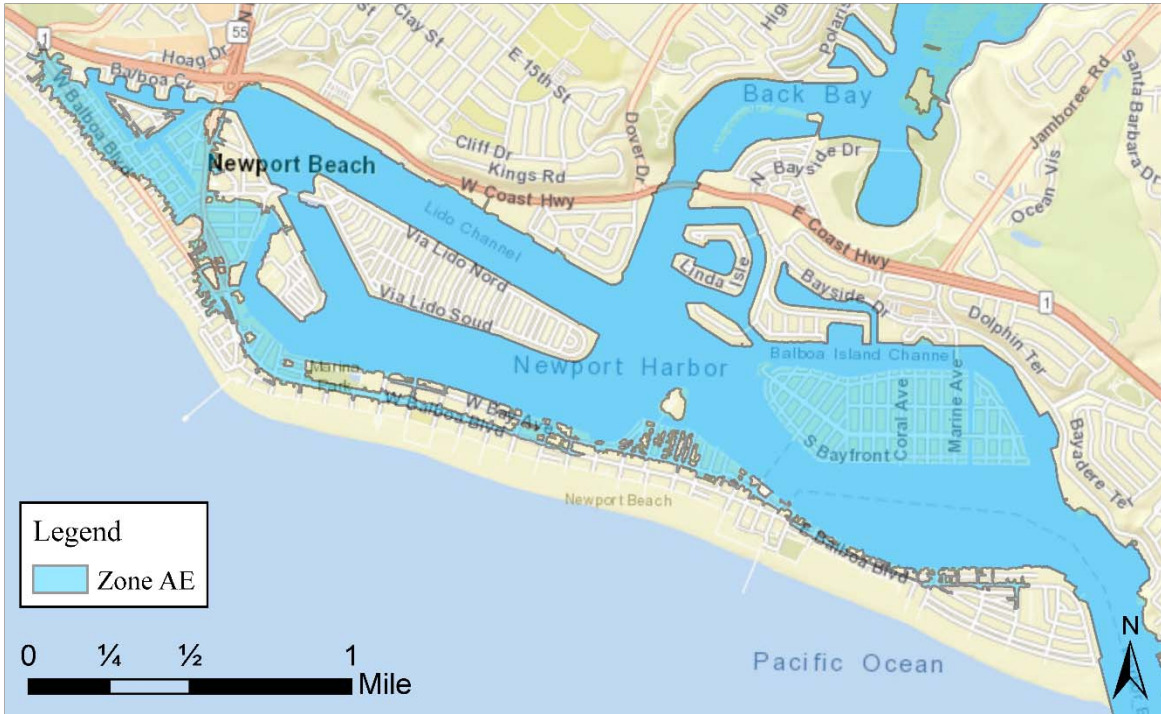 1
Hoag Dr
55
N
Clay St
E 15th St
High
Polaris
Balboa Cv
W Balboa Blvd
Back Bay
Jamboree Rd
Santa Barbara Dr
Newport Beach
Cliff Dr
Kings Rd
Dover Dr
N
Bayside Dr
Ocean Vis
W Coast Hwy
Lido Channel
E Coast Hwy
Via Lido Nord
Linda Isle
Bayside Dr
1
Via Lido Soud
Dolphin Ter
Newport Harbor
Balboa Island Channel
Marina Park
W Bay Ave
W Balboa Blvd
Coral Ave
Marine Ave
S Bayfront
Bayadere Ter
Newport Beach
E Balboa Blvd
Legend
Zone AE
Pacific Ocean
N
0 ¼ ½ 1
Mile